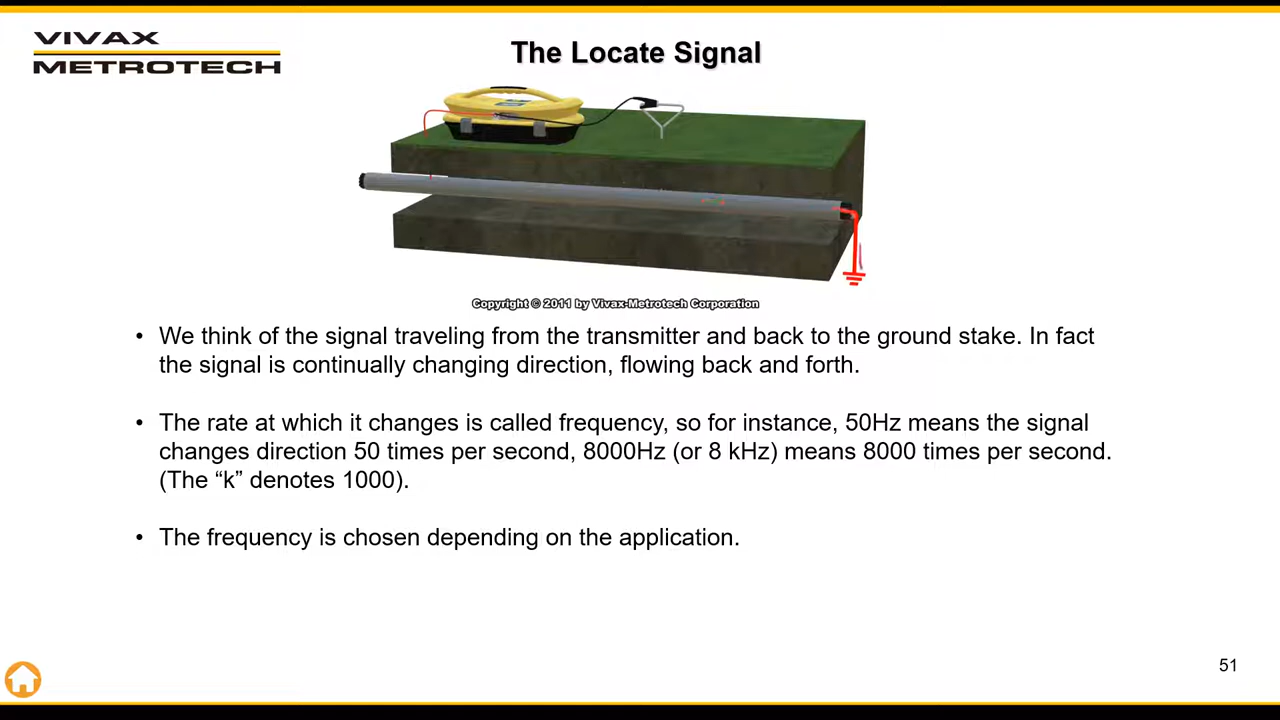 VIVAX
METROTECH
The Locate Signal
Copyright © 2011 by Vivax-Metrotech Corporation
• We think of the signal traveling from the transmitter and back to the ground stake. In fact
the signal is continually changing direction, flowing back and forth.
• The rate at which it changes is called frequency, so for instance, 50Hz means the signal
changes direction 50 times per second, 8000Hz (or 8 kHz) means 8000 times per second.
(The “k” denotes 1000).
• The frequency is chosen depending on the application.
51